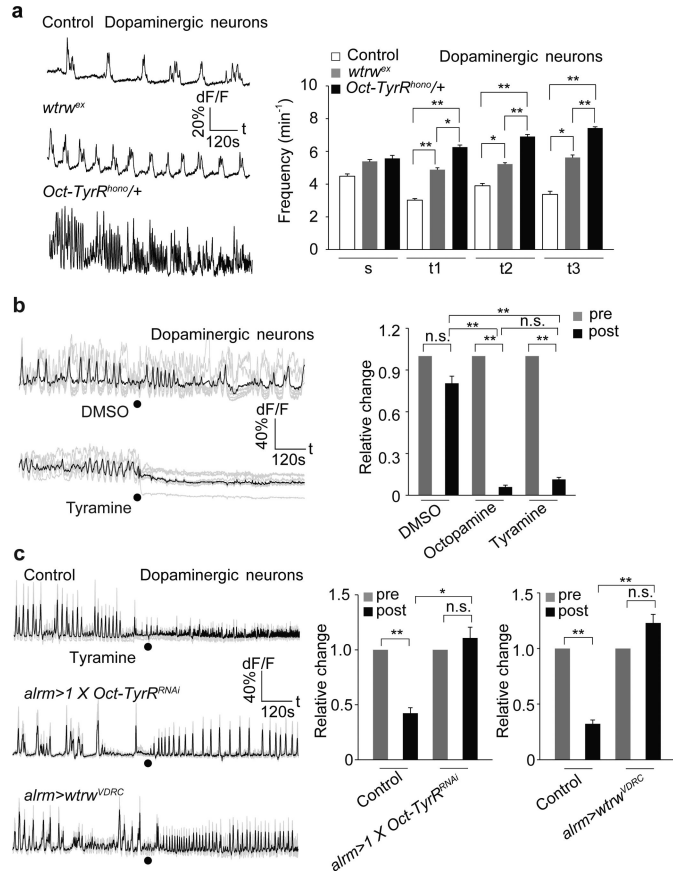 a
Control Dopaminergic neurons
wtrw^ex
20% dF/F
t
120s
Oct-TyrR^hono/+
Control Dopaminergic neurons
wtrw^ex
Oct-TyrR^hono/+
Frequency (min⁻¹)
10
8
6
4
2
0
** ** *
** * **
** * **
s t1 t2 t3
b
Dopaminergic neurons
DMSO
40% dF/F
t
120s
Tyramine
pre
post
Relative change
1.2
0.9
0.6
0.3
0
**
** n.s.
n.s. ** **
DMSO
Octopamine
Tyramine
c
Control Dopaminergic neurons
Tyramine
40% dF/F
t
120s
alrm>1 X Oct-TyrR^RNAi
alrm>wtrw^VDRC
pre
post
Relative change
1.5
1.0
0.5
0
*
** n.s.
Control
alrm>1 X Oct-TyrR^RNAi
pre
post
Relative change
1.5
1.0
0.5
0
**
** n.s.
Control
alrm>wtrw^VDRC